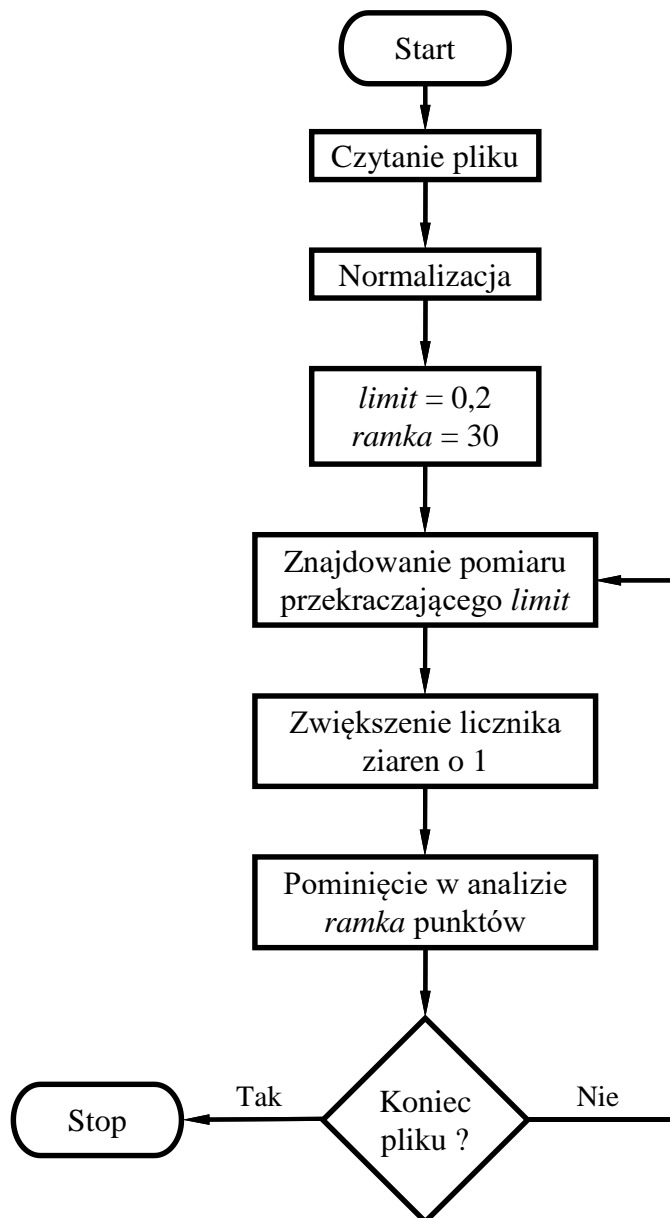 Start
Czytanie pliku
Normalizacja
limit = 0,2
ramka = 30
Znajdowanie pomiaru
przekraczającego limit
Zwiększenie licznika
ziaren o 1
Pominięcie w analizie
ramka punktów
Koniec
pliku ?
Tak
Nie
Stop